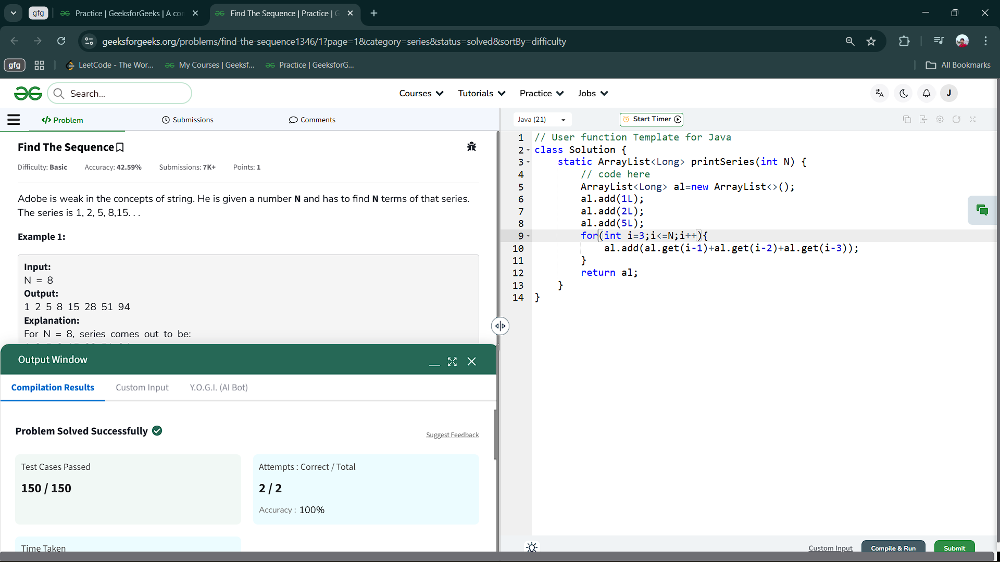 gfg
Practice | GeeksforGeeks | A co
Find The Sequence | Practice |
geeksforgeeks.org/problems/find-the-sequence1346/1?page=1&category=series&status=solved&sortBy=difficulty
gfg
LeetCode - The Wor...
My Courses | Geeksf...
Practice | GeeksforG...
All Bookmarks
Search...
Courses
Tutorials
Practice
Jobs
J
</> Problem
Submissions
Comments
Java (21)
Start Timer
Find The Sequence
Difficulty: Basic
Accuracy: 42.59%
Submissions: 7K+
Points: 1
Adobe is weak in the concepts of string. He is given a number N and has to find N terms of that series.
The series is 1, 2, 5, 8,15. . .
Example 1:
Input:
N = 8
Output:
1 2 5 8 15 28 51 94
Explanation:
For N = 8, series comes out to be:
Output Window
Compilation Results
Custom Input
Y.O.G.I. (AI Bot)
Problem Solved Successfully
Suggest Feedback
Test Cases Passed
150 / 150
Attempts : Correct / Total
2 / 2
Accuracy : 100%
Time Taken
1 // User function Template for Java
2 class Solution {
3 static ArrayList<Long> printSeries(int N) {
4 // code here
5 ArrayList<Long> al=new ArrayList<>();
6 al.add(1L);
7 al.add(2L);
8 al.add(5L);
9 for(int i=3;i<=N;i++){
10 al.add(al.get(i-1)+al.get(i-2)+al.get(i-3));
11 }
12 return al;
13 }
14 }
Custom Input
Compile & Run
Submit